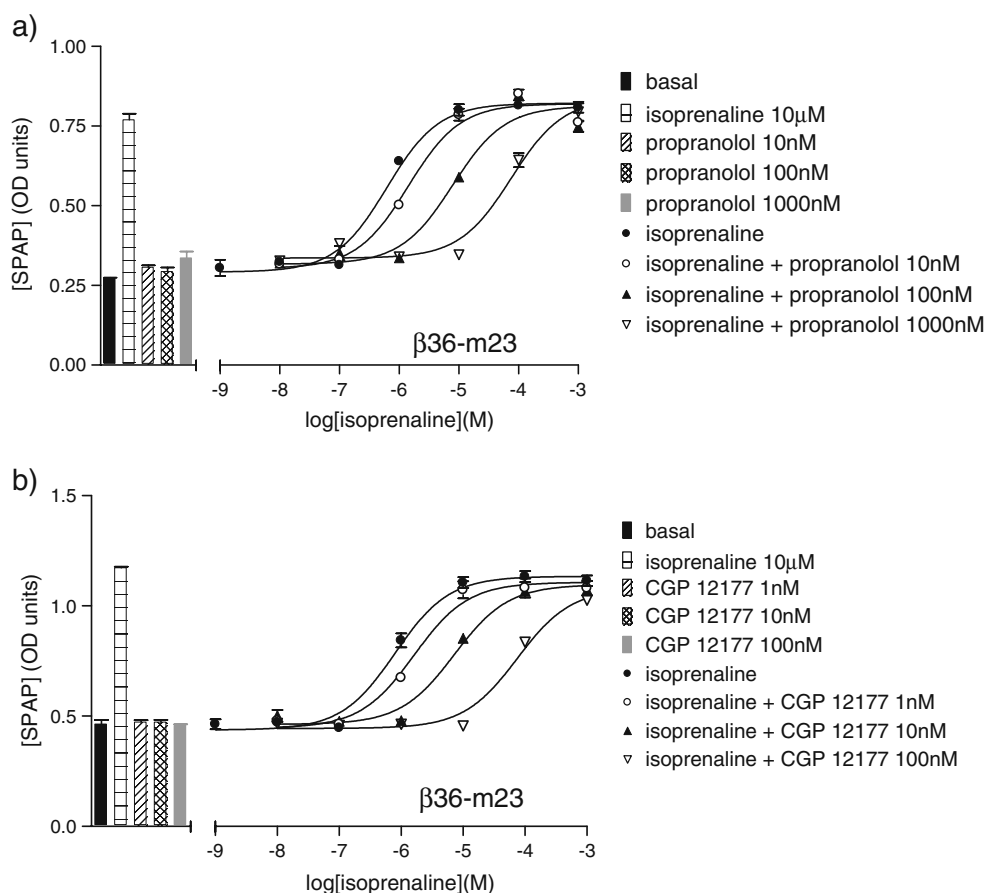 a)
[SPAP] (OD units)
1.00
0.75
0.50
0.25
0.00
β36-m23
-9 -8 -7 -6 -5 -4 -3
log[isoprenaline](M)
basal
isoprenaline 10μM
propranolol 10nM
propranolol 100nM
propranolol 1000nM
isoprenaline
isoprenaline + propranolol 10nM
isoprenaline + propranolol 100nM
isoprenaline + propranolol 1000nM
b)
[SPAP] (OD units)
1.5
1.0
0.5
0.0
β36-m23
-9 -8 -7 -6 -5 -4 -3
log[isoprenaline](M)
basal
isoprenaline 10μM
CGP 12177 1nM
CGP 12177 10nM
CGP 12177 100nM
isoprenaline
isoprenaline + CGP 12177 1nM
isoprenaline + CGP 12177 10nM
isoprenaline + CGP 12177 100nM